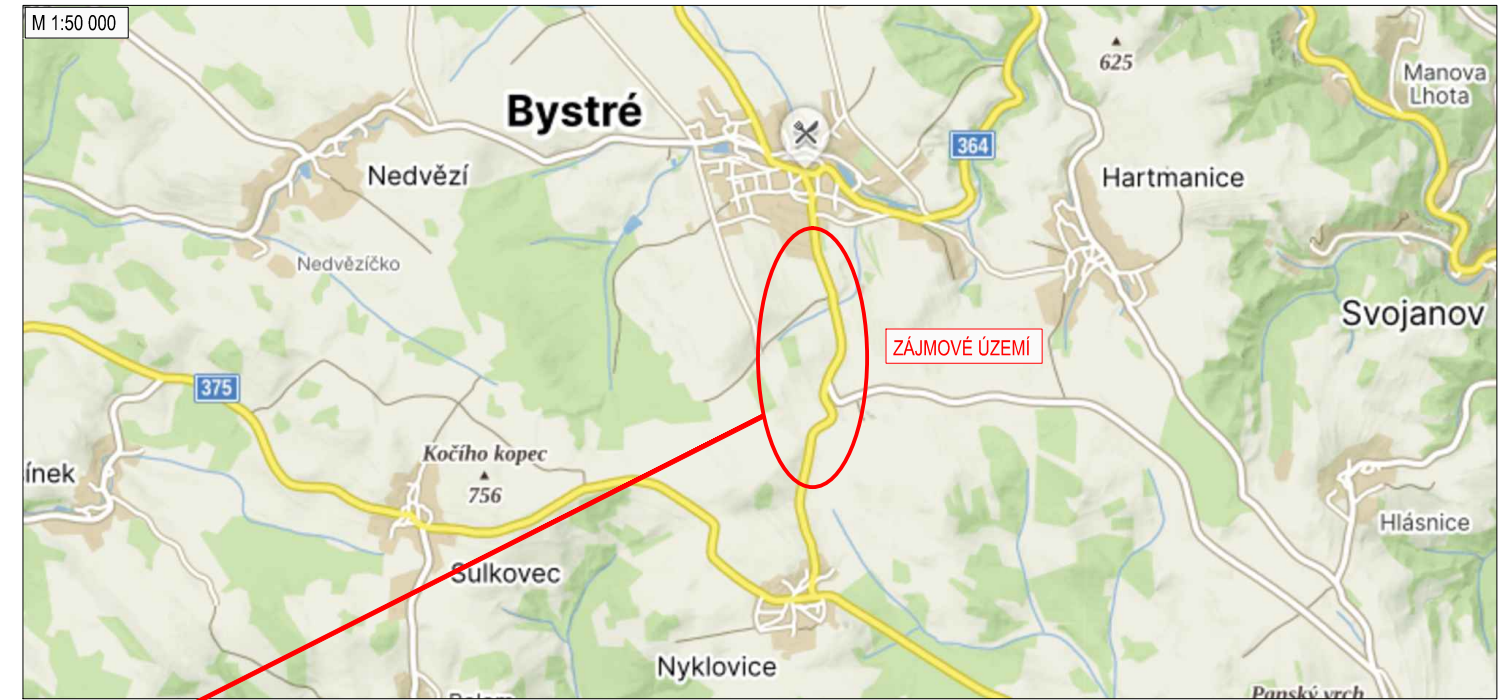 M 1:50 000
625
Manova
Lhota
Bystré
364
Nedvězí
Hartmanice
Nedvězíčko
Svojanov
ZÁJMOVÉ ÚZEMÍ
375
Kočího kopec
756
ínek
Hlásnice
Sulkovec
Nyklovice
Panský vrch